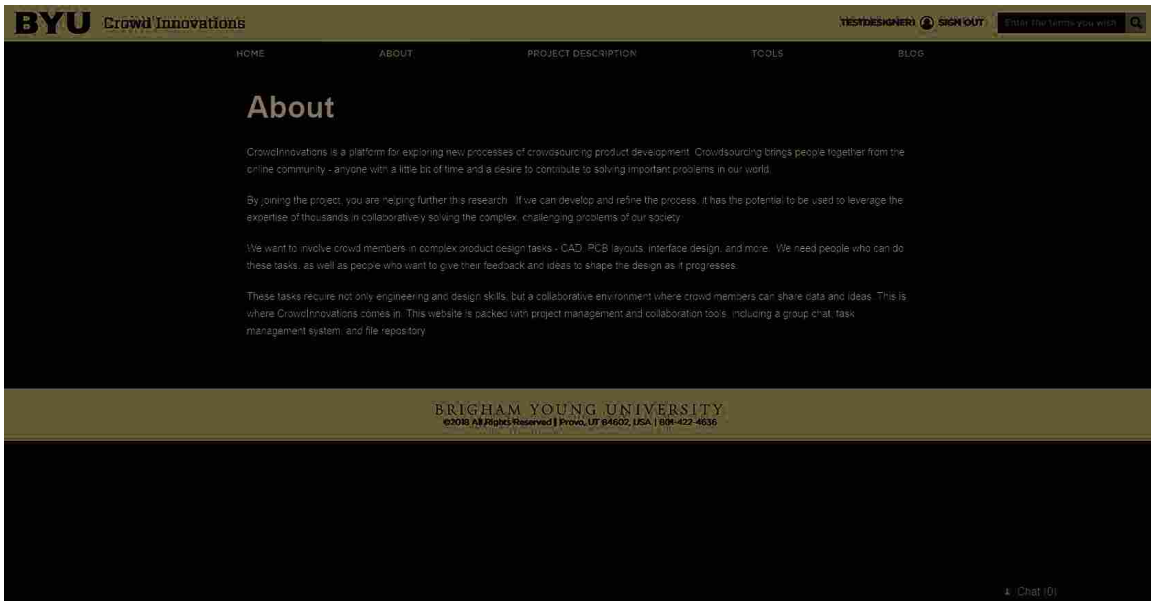 BYU Crowd Innovations
TESTDESIGNER1 SIGN OUT
Enter the terms you wish
HOME ABOUT PROJECT DESCRIPTION TOOLS BLOG
About
CrowdInnovations is a platform for exploring new processes of crowdsourcing product development. Crowdsourcing brings people together from the
online community - anyone with a little bit of time and a desire to contribute to solving important problems in our world.
By joining the project, you are helping further this research. If we can develop and refine the process, it has the potential to be used to leverage the
expertise of thousands in collaboratively solving the complex, challenging problems of our society.
We want to involve crowd members in complex product design tasks - CAD, PCB layouts, interface design, and more. We need people who can do
these tasks, as well as people who want to give their feedback and ideas to shape the design as it progresses.
These tasks require not only engineering and design skills, but a collaborative environment where crowd members can share data and ideas. This is
where CrowdInnovations comes in. This website is packed with project management and collaboration tools, including a group chat, task
management system, and file repository.
BRIGHAM YOUNG UNIVERSITY
©2018 All Rights Reserved | Provo, UT 84602, USA | 801-422-4636
Chat (0)